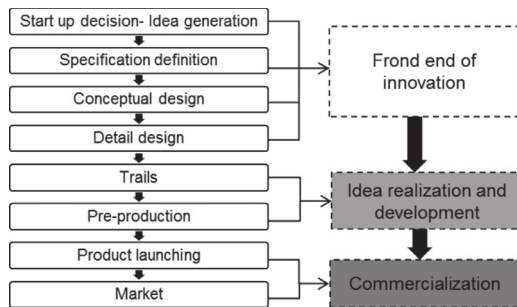 Start up decision- Idea generation
Specification definition
Conceptual design
Detail design
Trails
Pre-production
Product launching
Market
Frond end of
innovation
Idea realization and
development
Commercialization